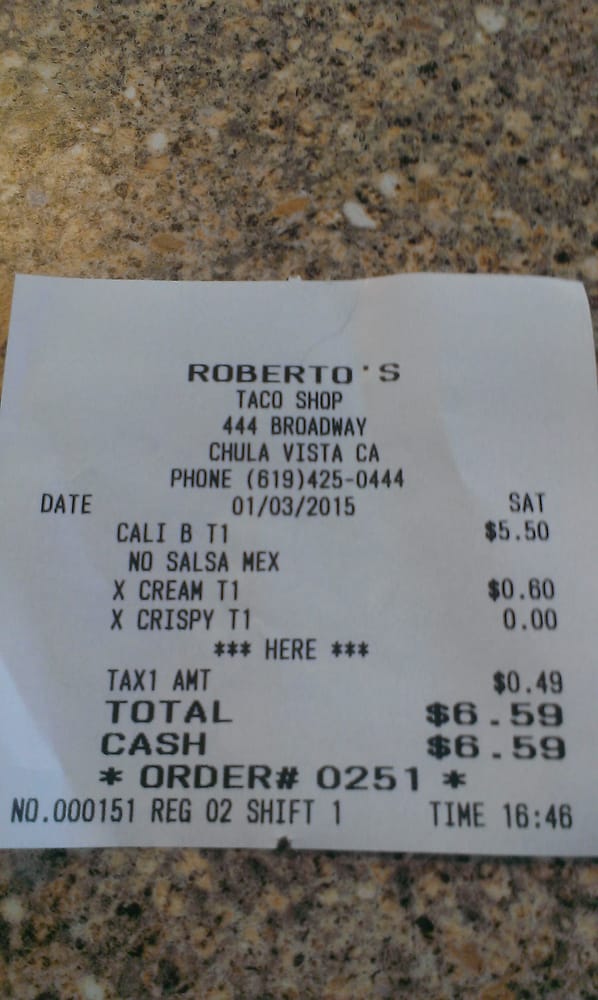 ROBERTO'S
TACO SHOP
444 BROADWAY
CHULA VISTA CA
PHONE (619)425-0444
DATE 01/03/2015 SAT
CALI B T1 $5.50
NO SALSA MEX
X CREAM T1 $0.60
X CRISPY T1 0.00
*** HERE ***
TAX1 AMT $0.49
TOTAL $6.59
CASH $6.59
* ORDER# 0251 *
NO.000151 REG 02 SHIFT 1 TIME 16:46